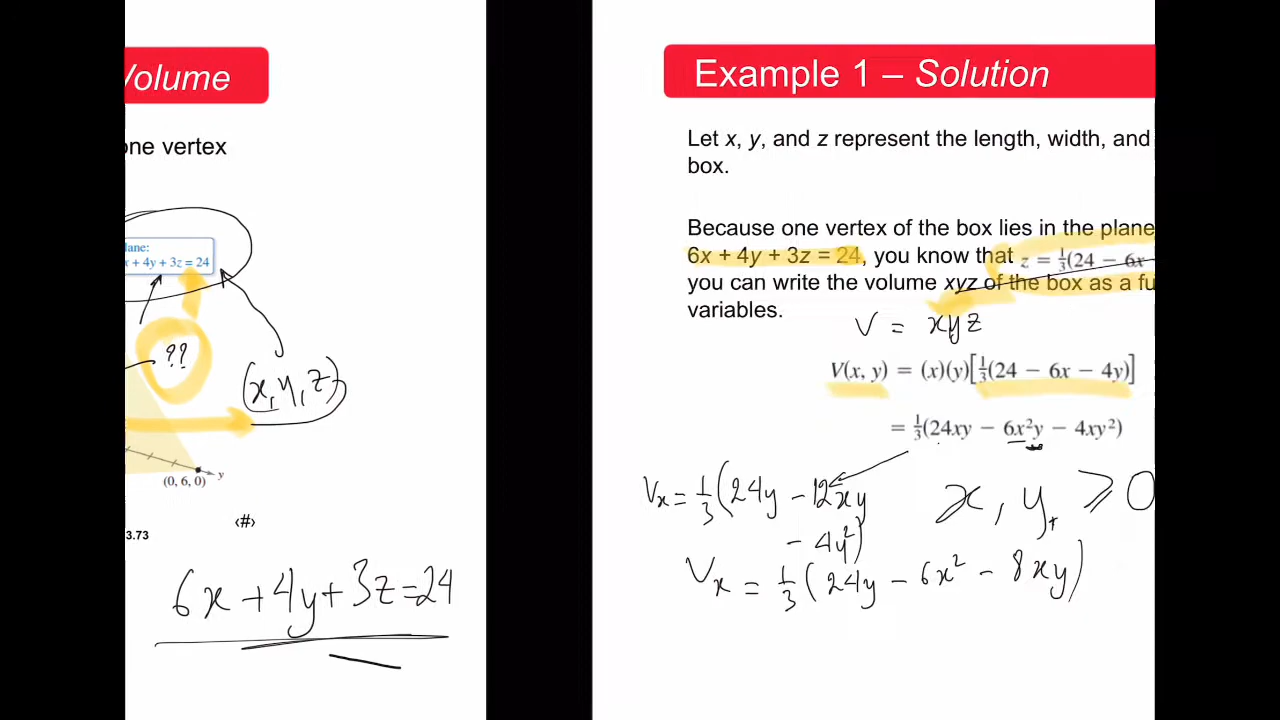 Volume
one vertex
lane:
x + 4y + 3z = 24
??
(x, y, z)
y
(0, 6, 0)
3.73
‹#›
6x + 4y + 3z = 24
Example 1 – Solution
Let x, y, and z represent the length, width, and
box.
Because one vertex of the box lies in the plane
6x + 4y + 3z = 24, you know that z = ⅓(24 − 6x
you can write the volume xyz of the box as a fu
variables.
V = xyz
V(x, y) = (x)(y)[⅓(24 − 6x − 4y)]
= ⅓(24xy − 6x²y − 4xy²)
Vx = ⅓(24y − 12xy
− 4y²)
x, y ≥ 0
Vx = ⅓(24y − 6x² − 8xy)